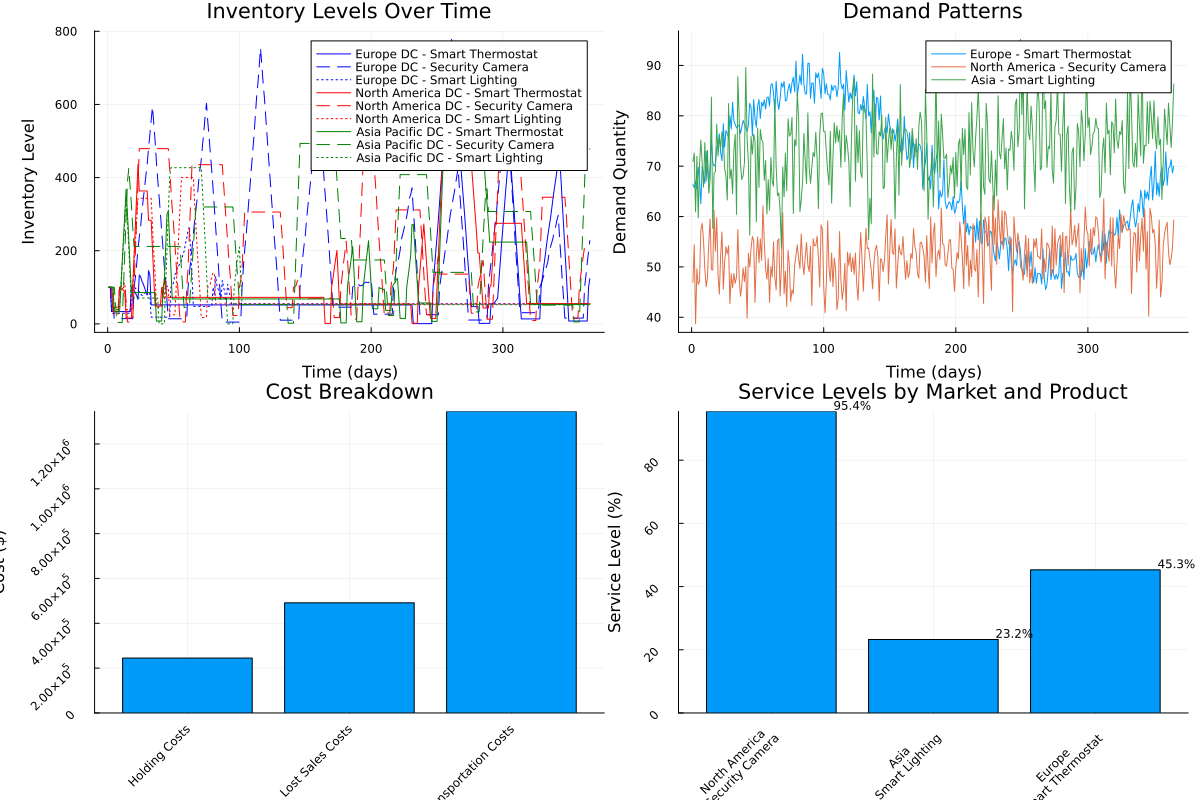 Inventory Levels Over Time
Inventory Level
800
600
400
200
0
Europe DC - Smart Thermostat
Europe DC - Security Camera
Europe DC - Smart Lighting
North America DC - Smart Thermostat
North America DC - Security Camera
North America DC - Smart Lighting
Asia Pacific DC - Smart Thermostat
Asia Pacific DC - Security Camera
Asia Pacific DC - Smart Lighting
0 100 200 300
Time (days)
Demand Patterns
Demand Quantity
90
80
70
60
50
40
Europe - Smart Thermostat
North America - Security Camera
Asia - Smart Lighting
0 100 200 300
Time (days)
Cost Breakdown
Cost ($)
1.20×10⁶
1.00×10⁶
8.00×10⁵
6.00×10⁵
4.00×10⁵
2.00×10⁵
0
Holding Costs
Lost Sales Costs
nsportation Costs
Service Levels by Market and Product
Service Level (%)
80
60
40
20
0
95.4%
23.2%
45.3%
North America
ecurity Camera
Asia
Smart Lighting
Europe
art Thermostat